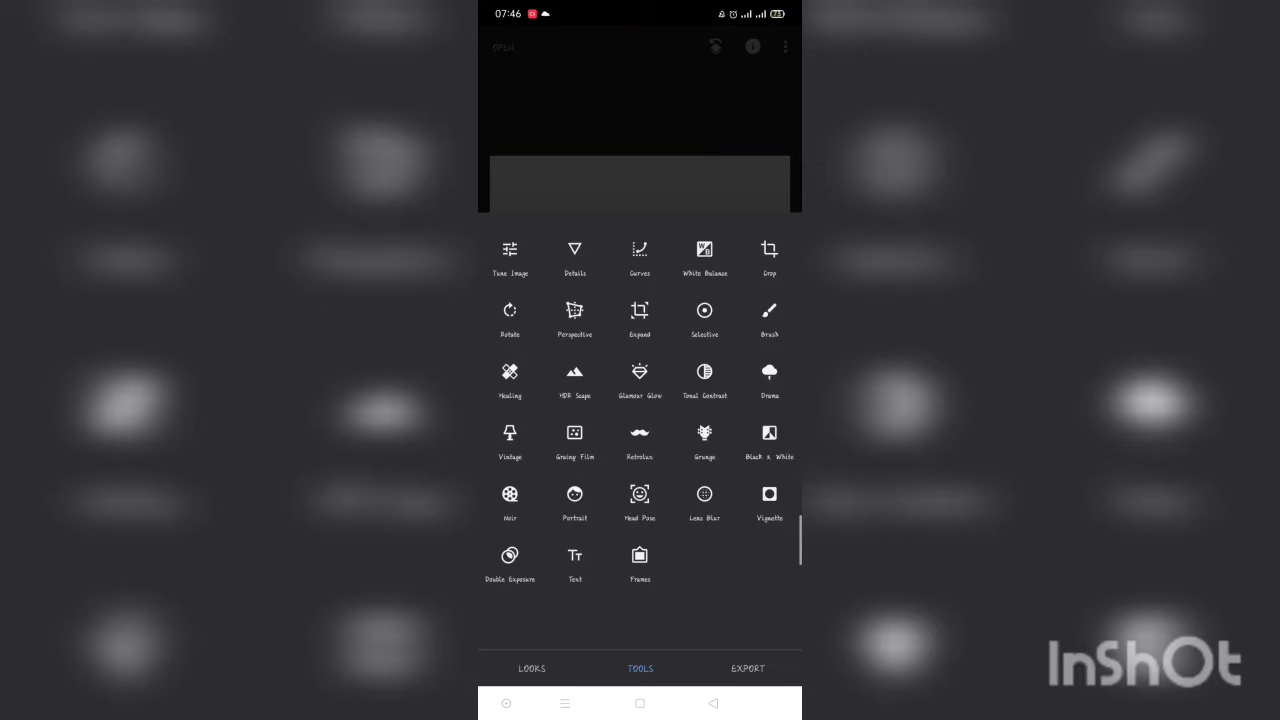 07:46 73
OPEN
Tune Image Details Curves White Balance Crop
Rotate Perspective Expand Selective Brush
Healing HDR Scape Glamour Glow Tonal Contrast Drama
Vintage Grainy Film Retrolux Grunge Black & White
Noir Portrait Head Pose Lens Blur Vignette
Double Exposure Text Frames
LOOKS TOOLS EXPORT
InShOt